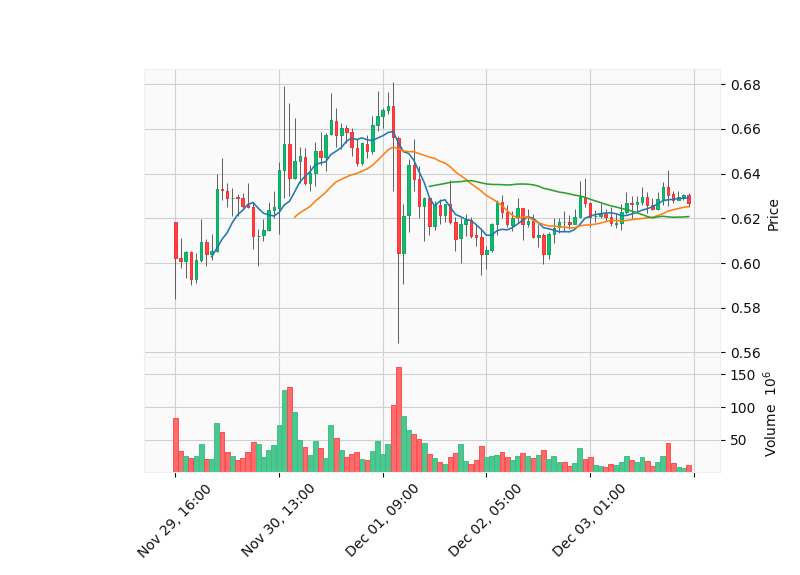 0.68
0.66
0.64
0.62
0.60
0.58
0.56
Price
150
100
50
Volume 10^6
Nov 29, 16:00
Nov 30, 13:00
Dec 01, 09:00
Dec 02, 05:00
Dec 03, 01:00